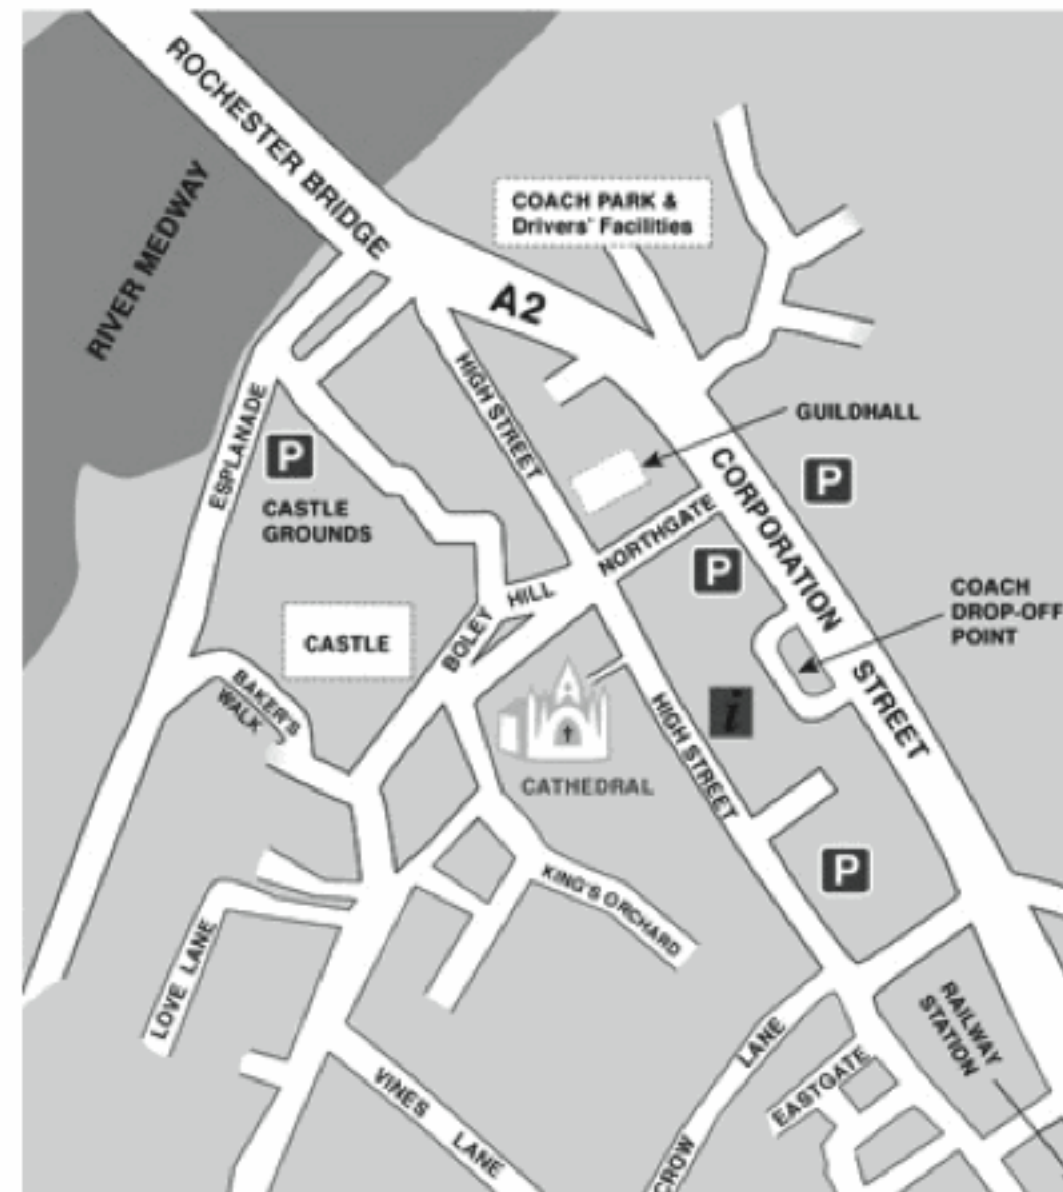 ROCHESTER BRIDGE
RIVER MEDWAY
COACH PARK &
Drivers' Facilities
A2
HIGH STREET
GUILDHALL
ESPLANADE
P
CASTLE
GROUNDS
CORPORATION
P
NORTHGATE
P
COACH
DROP-OFF
POINT
BOLEY
HILL
CASTLE
BAKER'S
WALK
STREET
i
HIGH STREET
CATHEDRAL
P
KING'S ORCHARD
LOVE LANE
RAILWAY
STATION
LANE
EASTGATE
VINES
LANE
CROW